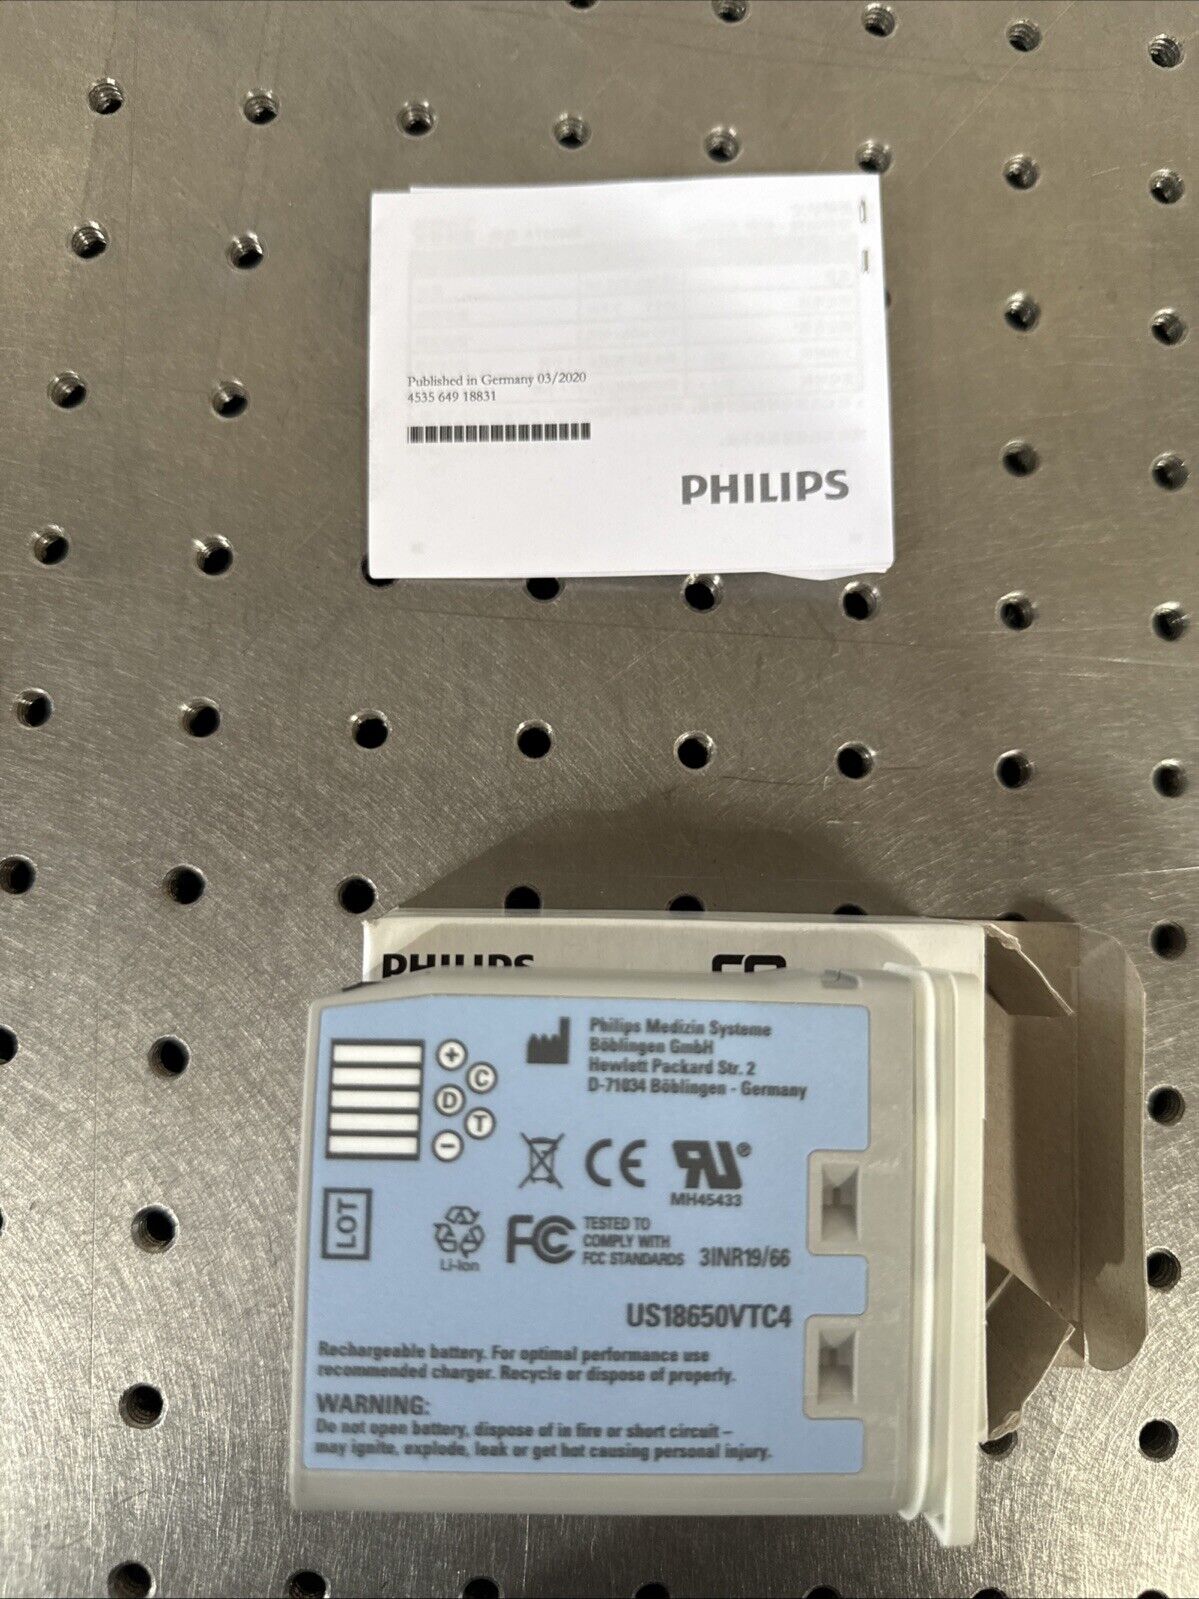 Published in Germany 03/2020
4535 649 18831
PHILIPS
PHILIPS
Philips Medizin Systeme
Böblingen GmbH
Hewlett Packard Str. 2
D-71034 Böblingen - Germany
+
C
D
T
−
CE
RU®
MH45433
LOT
Li-Ion
FC
TESTED TO
COMPLY WITH
FCC STANDARDS
3INR19/66
US18650VTC4
Rechargeable battery. For optimal performance use
recommended charger. Recycle or dispose of properly.
WARNING:
Do not open battery, dispose of in fire or short circuit –
may ignite, explode, leak or get hot causing personal injury.